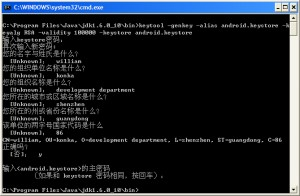 C:\WINDOWS\system32\cmd.exe
C:\Program Files\Java\jdk1.6.0_10\bin>keytool -genkey -alias android.keystore -k
eyalg RSA -validity 100000 -keystore android.keystore
输入keystore密码:
再次输入新密码:
您的名字与姓氏是什么?
[Unknown]: william
您的组织单位名称是什么?
[Unknown]: konka
您的组织名称是什么?
[Unknown]: development department
您所在的城市或区域名称是什么?
[Unknown]: shenzhen
您所在的州或省份名称是什么?
[Unknown]: guangdong
该单位的两字母国家代码是什么
[Unknown]: 86
CN=william, OU=konka, O=development department, L=shenzhen, ST=guangdong, C=86
正确吗?
[否]: y
输入<android.keystore>的主密码
(如果和 keystore 密码相同,按回车):
C:\Program Files\Java\jdk1.6.0_10\bin>